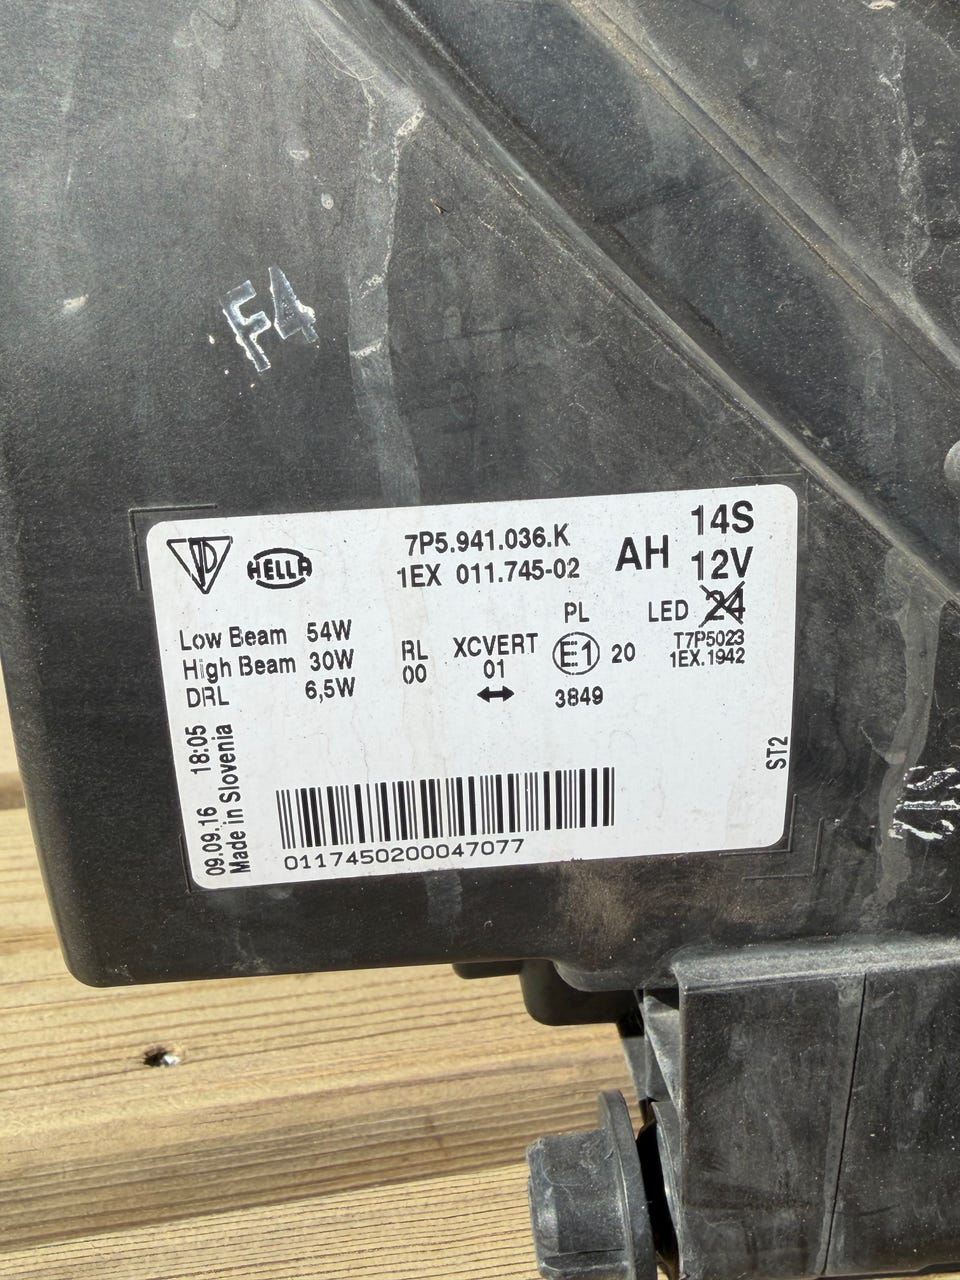 F4
HELLA
7P5.941.036.K
1EX 011.745-02
AH
14S
12V
Low Beam 54W
High Beam 30W
DRL 6,5W
RL
00
XCVERT
01
PL
E1 20
3849
LED 24
T7P5023
1EX.1942
09.09.16 18:05
Made in Slovenia
ST2
0117450200047077